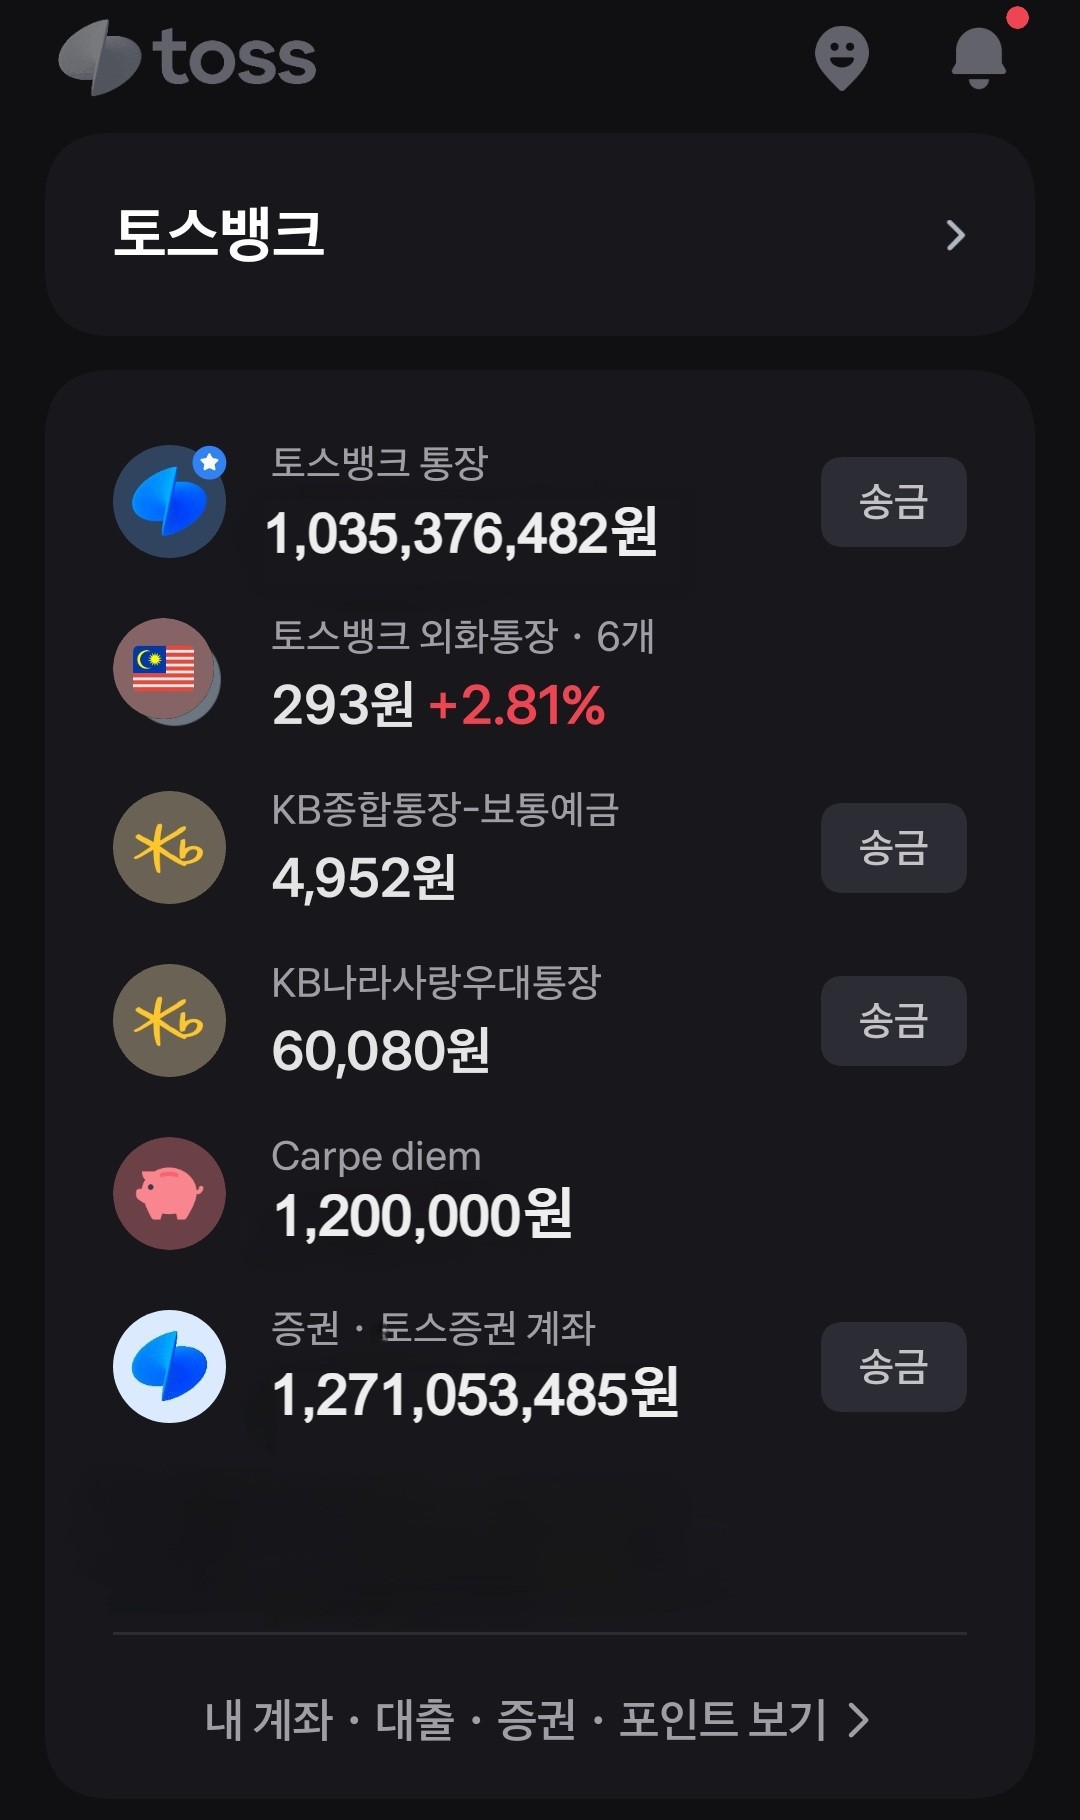 toss
토스뱅크
토스뱅크 통장
1,035,376,482원
송금
토스뱅크 외화통장 · 6개
293원 +2.81%
KB종합통장-보통예금
4,952원
송금
KB나라사랑우대통장
60,080원
송금
Carpe diem
1,200,000원
증권 · 토스증권 계좌
1,271,053,485원
송금
내 계좌 · 대출 · 증권 · 포인트 보기